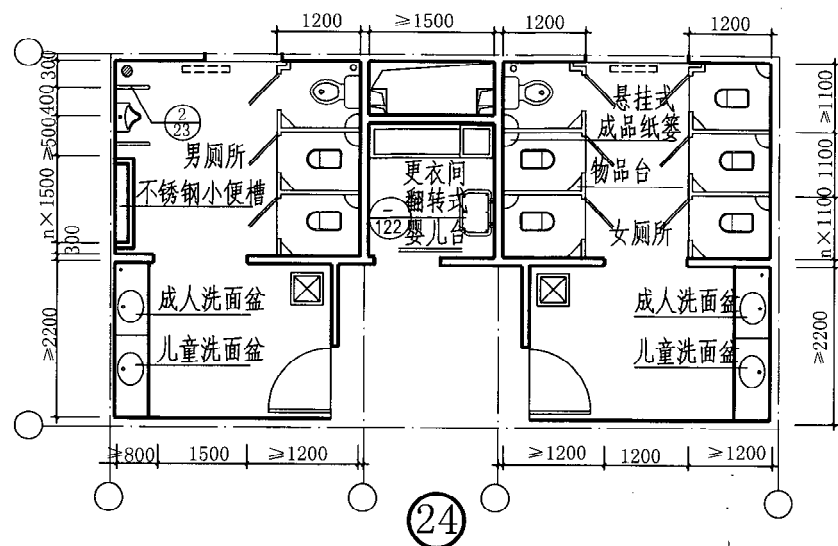 1200
≥1500
1200
1200
300
400
≥500
n×1500
300
≥2200
2
23
男厕所
不锈钢小便槽
更衣间
翻转式
婴儿台
—
122
悬挂式
成品纸篓
物品台
女厕所
≥1100
1100
n×1100
≥2200
成人洗面盆
儿童洗面盆
成人洗面盆
儿童洗面盆
≥800
1500
≥1200
≥1200
1200
≥1200
24